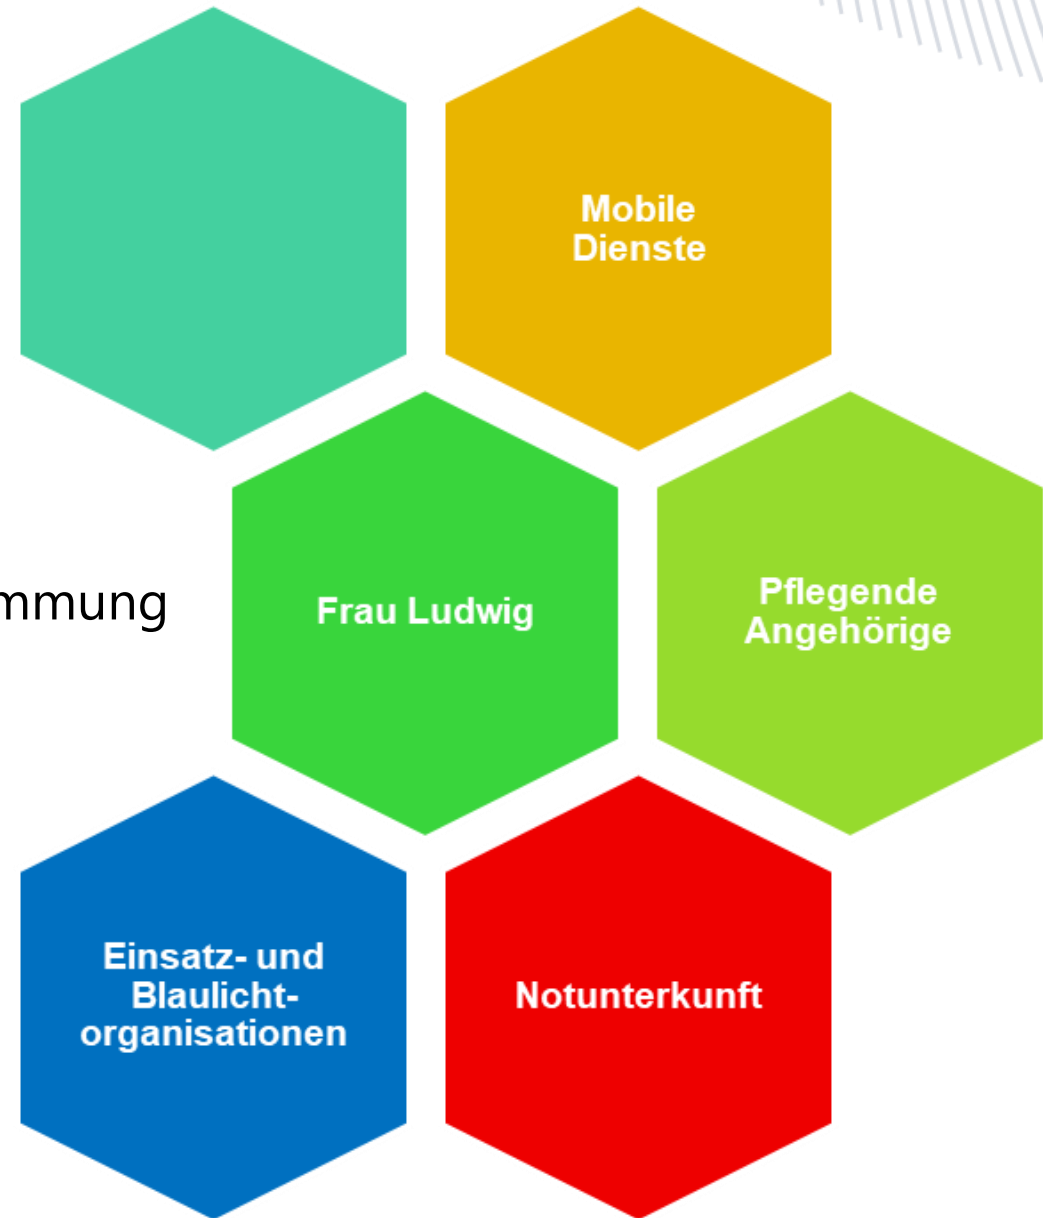 Mobile
Dienste
mmung
Frau Ludwig
Pflegende
Angehörige
Einsatz- und
Blaulicht-
organisationen
Notunterkunft